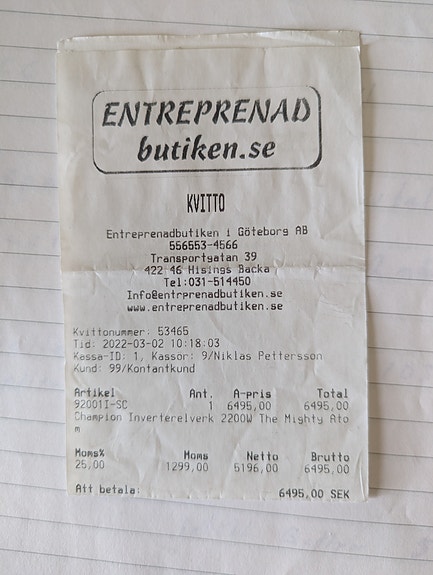 ENTREPRENAD
butiken.se
KVITTO
Entreprenadbutiken i Göteborg AB
556553-4566
Transportgatan 39
422 46 Hisings Backa
Tel:031-514450
Info@entrprenadbutiken.se
www.entreprenadbutiken.se
Kvittonummer: 53465
Tid: 2022-03-02 10:18:03
Kassa-ID: 1, Kassör: 9/Niklas Pettersson
Kund: 99/Kontantkund
Artikel Ant. A-pris Total
92001I-SC 1 6495,00 6495,00
Champion Inverterelverk 2200W The Mighty Ato
m
Moms% Moms Netto Brutto
25,00 1299,00 5196,00 6495,00
Att betala: 6495,00 SEK